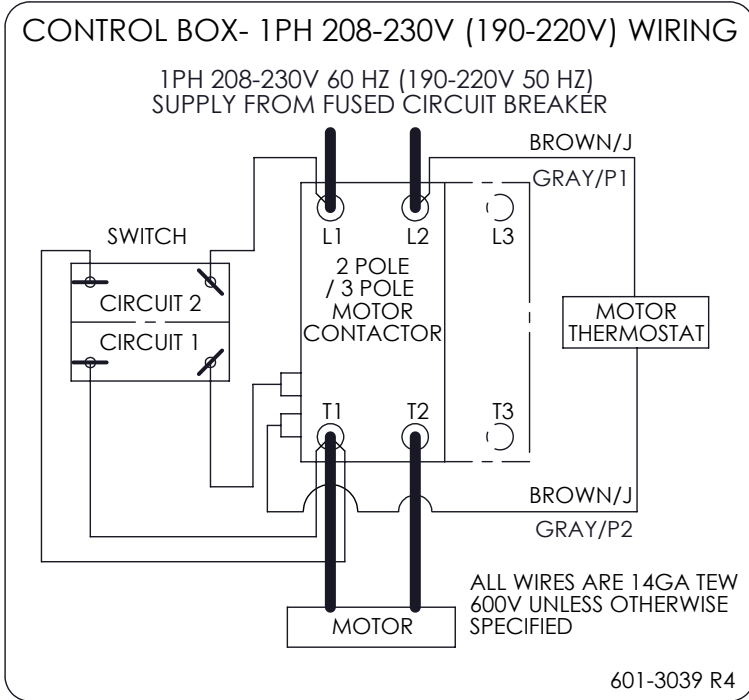 CONTROL BOX- 1PH 208-230V (190-220V) WIRING
1PH 208-230V 60 HZ (190-220V 50 HZ)
SUPPLY FROM FUSED CIRCUIT BREAKER
BROWN/J
GRAY/P1
L1
L2
L3
SWITCH
CIRCUIT 2
CIRCUIT 1
2 POLE
/ 3 POLE
MOTOR
CONTACTOR
MOTOR
THERMOSTAT
T1
T2
T3
BROWN/J
GRAY/P2
MOTOR
ALL WIRES ARE 14GA TEW
600V UNLESS OTHERWISE
SPECIFIED
601-3039 R4